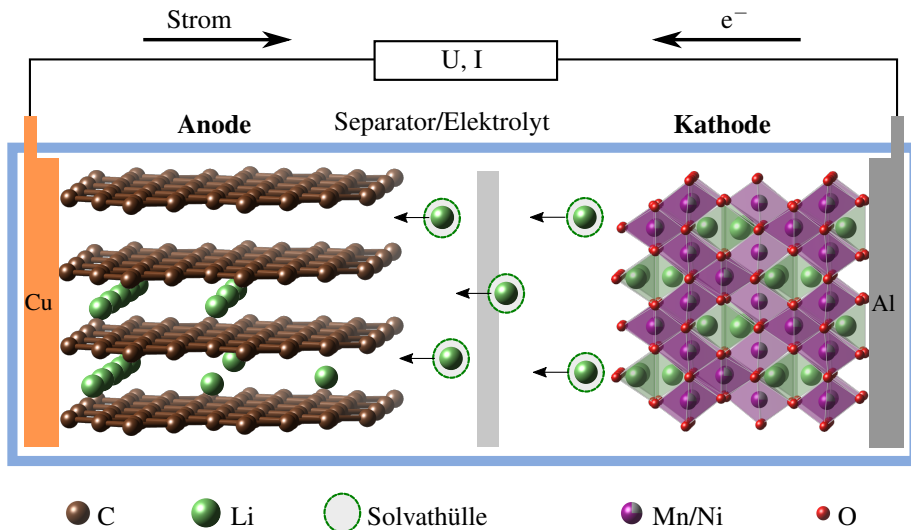 Strom
e⁻
U, I
Anode
Separator/Elektrolyt
Kathode
Cu
Al
C
Li
Solvathülle
Mn/Ni
O